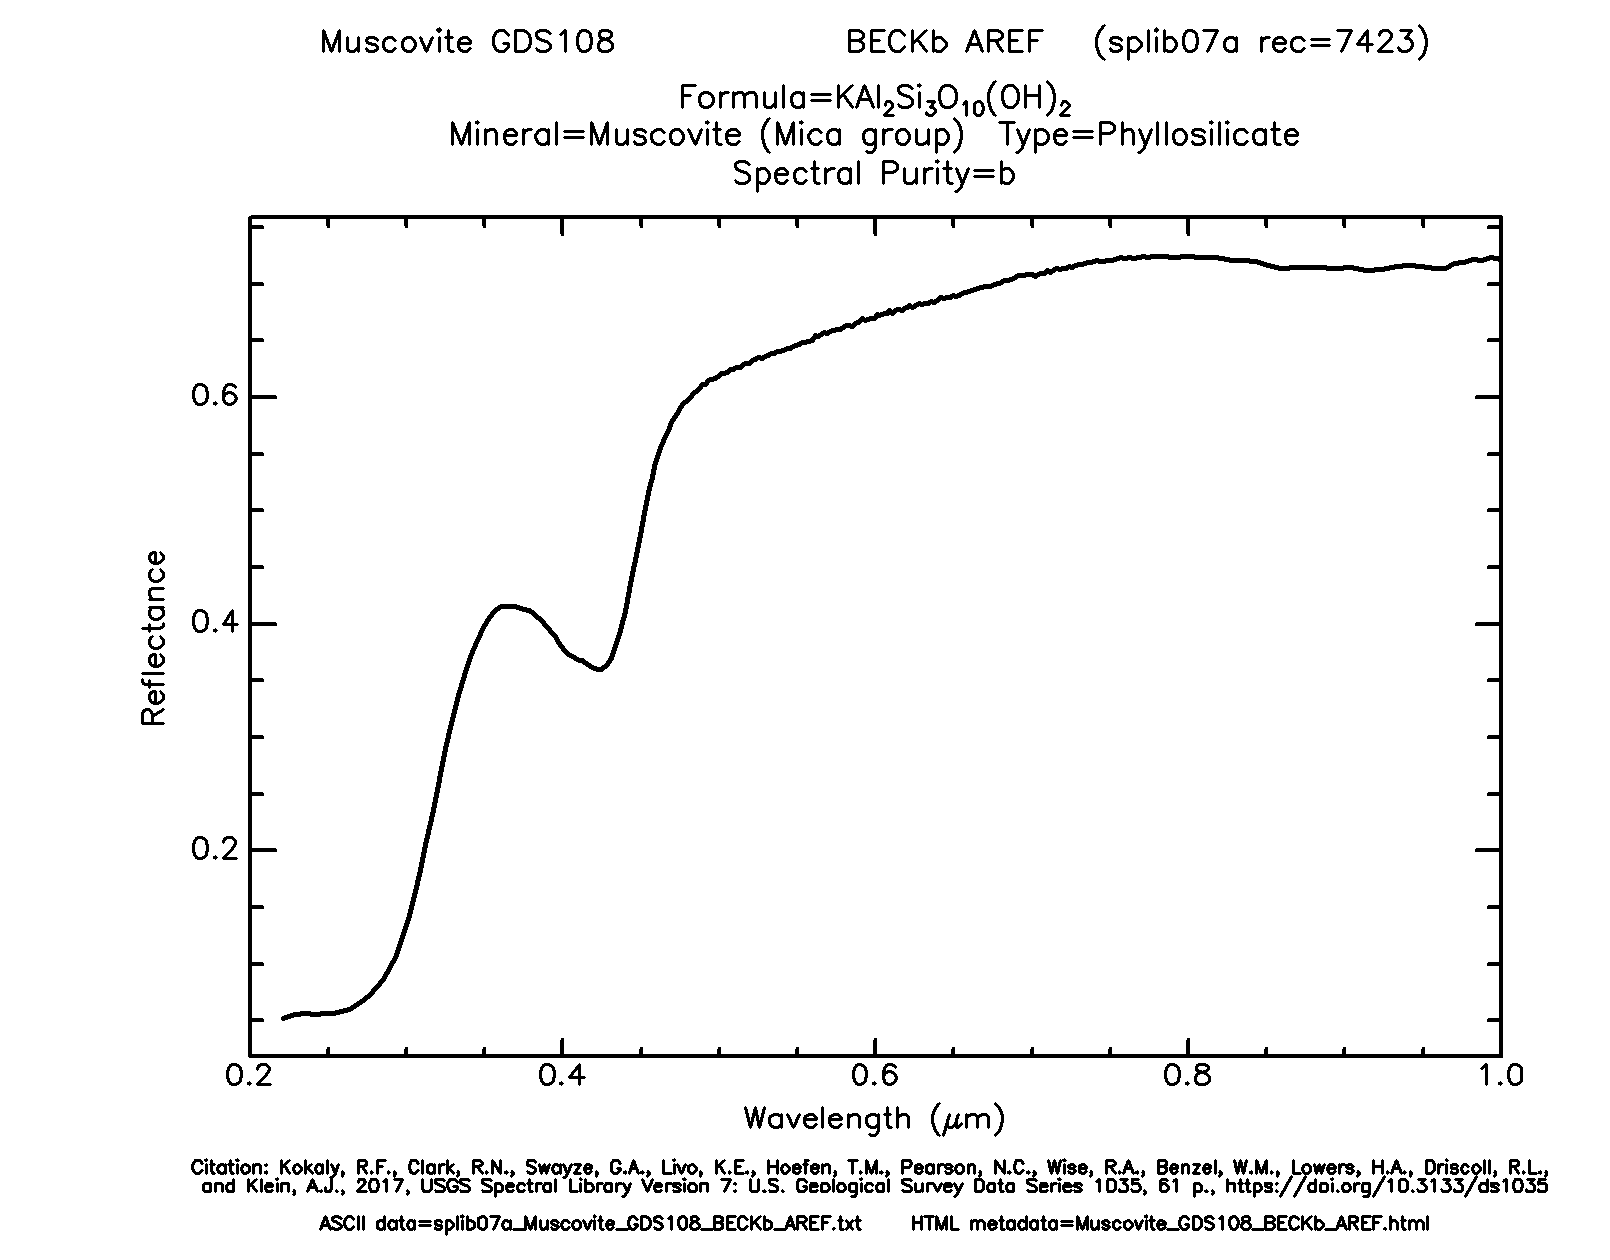 Muscovite GDS108 BECKb AREF (splib07a rec=7423)
Formula=KAl₂Si₃O₁₀(OH)₂
Mineral=Muscovite (Mica group) Type=Phyllosilicate
Spectral Purity=b
0.6
0.4
0.2
Reflectance
0.2 0.4 0.6 0.8 1.0
Wavelength (μm)
Citation: Kokaly, R.F., Clark, R.N., Swayze, G.A., Livo, K.E., Hoefen, T.M., Pearson, N.C., Wise, R.A., Benzel, W.M., Lowers, H.A., Driscoll, R.L.,
and Klein, A.J., 2017, USGS Spectral Library Version 7: U.S. Geological Survey Data Series 1035, 61 p., https://doi.org/10.3133/ds1035
ASCII data=splib07a_Muscovite_GDS108_BECKb_AREF.txt HTML metadata=Muscovite_GDS108_BECKb_AREF.html